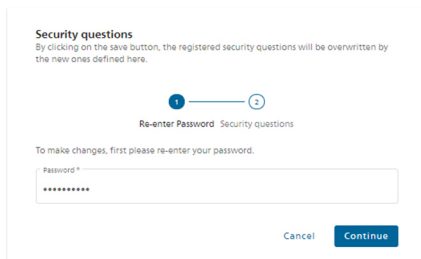 Security questions
By clicking on the save button, the registered security questions will be overwritten by
the new ones defined here.
1 2
Re-enter Password Security questions
To make changes, first please re-enter your password.
Password *
••••••••••
Cancel Continue